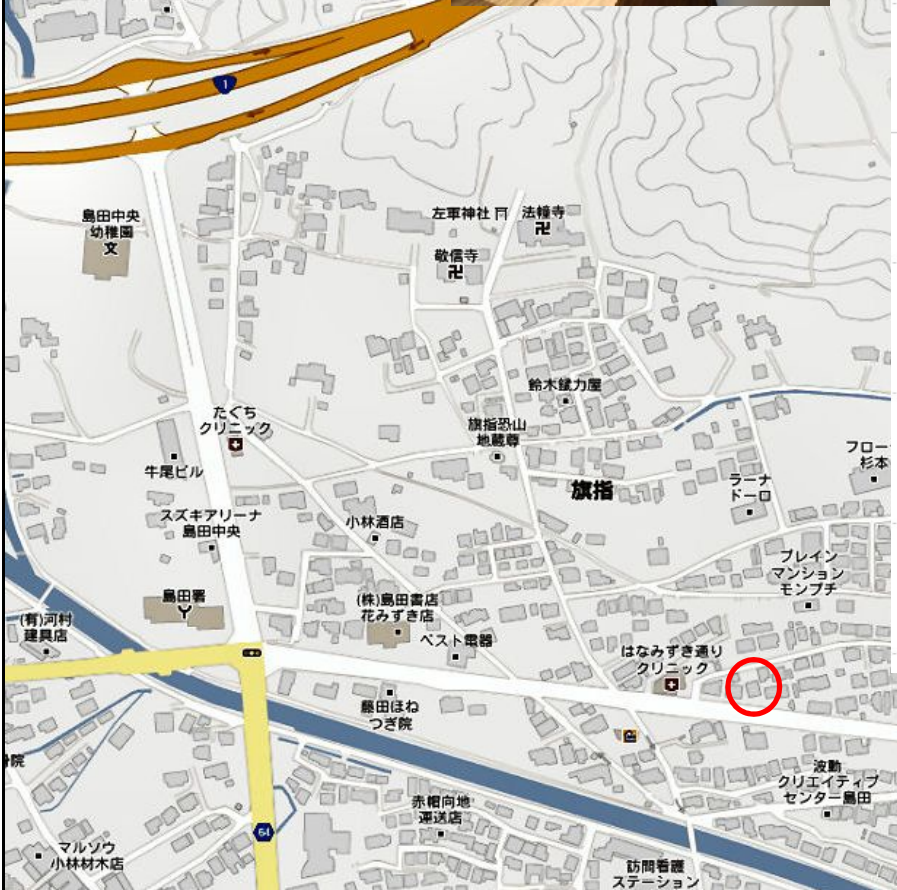 1
左軍神社
法幢寺
島田中央
幼稚園
文
敬信寺
鈴木鍼力屋
たぐち
クリニック
旗指恐山
地蔵尊
牛尾ビル
旗指
ラーナ
ドーロ
フロー
杉本
スズキアリーナ
島田中央
小林酒店
ブレイン
マンション
モンプチ
島田署
(株)島田書店
花みずき店
(有)河村
建具店
ベスト電器
はなみずき通り
クリニック
藤田ほね
つぎ院
波動
クリエイティブ
センター島田
骨院
赤帽向地
運送店
64
マルソウ
小林材木店
訪問看護
ステーション